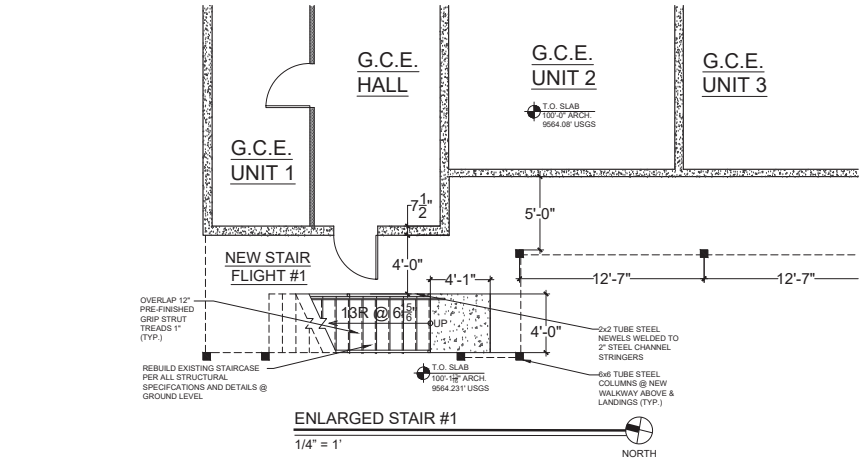 G.C.E.
HALL
G.C.E.
UNIT 2
G.C.E.
UNIT 3
T.O. SLAB
100'-0" ARCH.
9564.08' USGS
G.C.E.
UNIT 1
7 1/2"
5'-0"
NEW STAIR
FLIGHT #1
4'-0"
4'-1"
12'-7"
12'-7"
OVERLAP 12"
PRE-FINISHED
GRIP STRUT
TREADS 1"
(TYP.)
13R @
UP
4'-0"
2x2 TUBE STEEL
NEWELS WELDED TO
2" STEEL CHANNEL
STRINGERS
REBUILD EXISTING STAIRCASE
PER ALL STRUCTURAL
SPECIFCATIONS AND DETAILS @
GROUND LEVEL
T.O. SLAB
ARCH.
9564.231' USGS
6x6 TUBE STEEL
COLUMNS @ NEW
WALKWAY ABOVE &
LANDINGS (TYP.)
ENLARGED STAIR #1
1/4" = 1'
NORTH